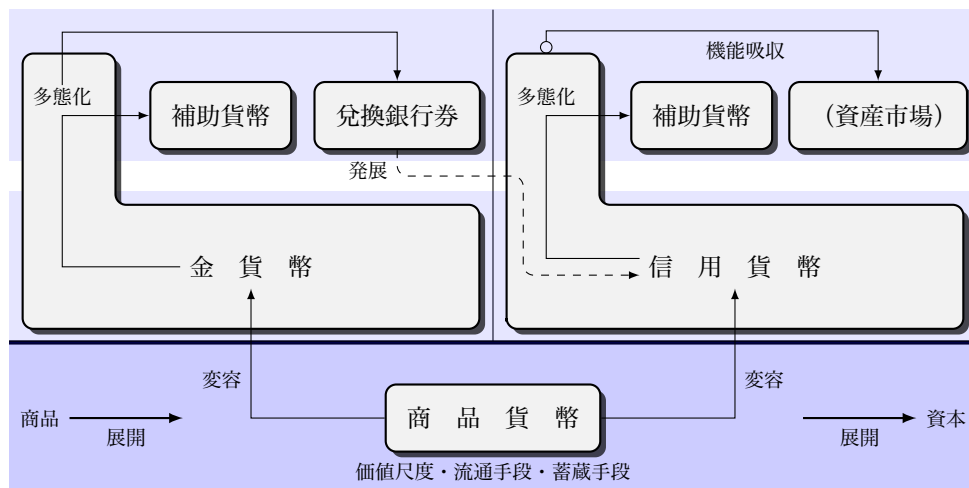 機能吸収
多態化
補助貨幣
兌換銀行券
多態化
補助貨幣
（資産市場）
発展
金 貨 幣
信 用 貨 幣
変容
変容
商品
展開
商 品 貨 幣
展開
資本
価値尺度・流通手段・蓄蔵手段